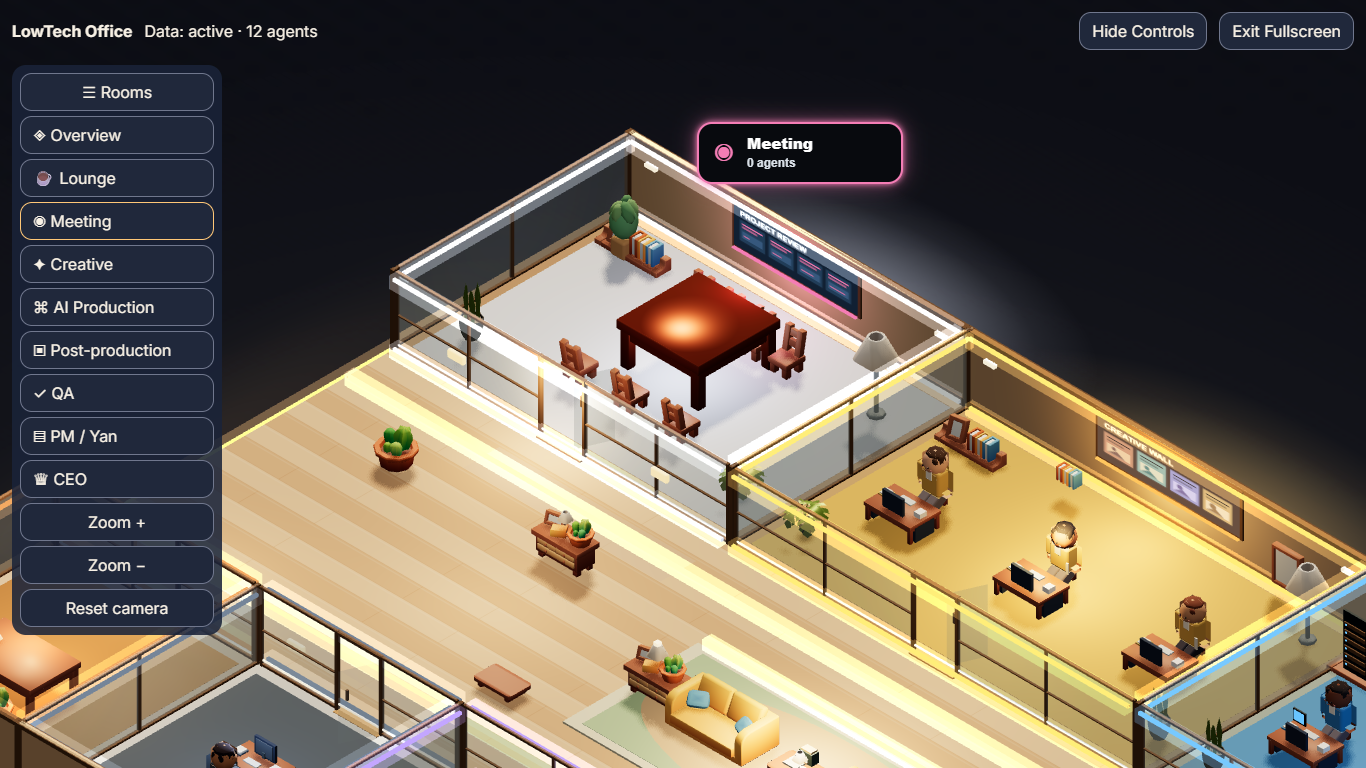 LowTech Office Data: active · 12 agents
Hide Controls
Exit Fullscreen
☰ Rooms
◈ Overview
Lounge
◉ Meeting
✦ Creative
⌘ AI Production
▣ Post-production
✓ QA
▤ PM / Yan
♛ CEO
Zoom +
Zoom −
Reset camera
Meeting
0 agents
PROJECT REVIEW
CREATIVE WALL